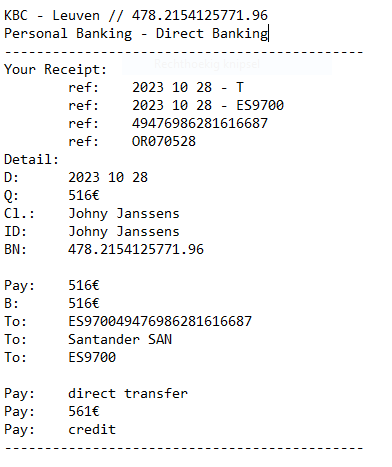 KBC - Leuven // 478.2154125771.96
Personal Banking - Direct Banking
---------------------------------------------
Your Receipt:
ref: 2023 10 28 - T
ref: 2023 10 28 - ES9700
ref: 49476986281616687
ref: OR070528
Detail:
D: 2023 10 28
Q: 516€
Cl.: Johny Janssens
ID: Johny Janssens
BN: 478.2154125771.96
Pay: 516€
B: 516€
To: ES970049476986281616687
To: Santander SAN
To: ES9700
Pay: direct transfer
Pay: 561€
Pay: credit
---------------------------------------------